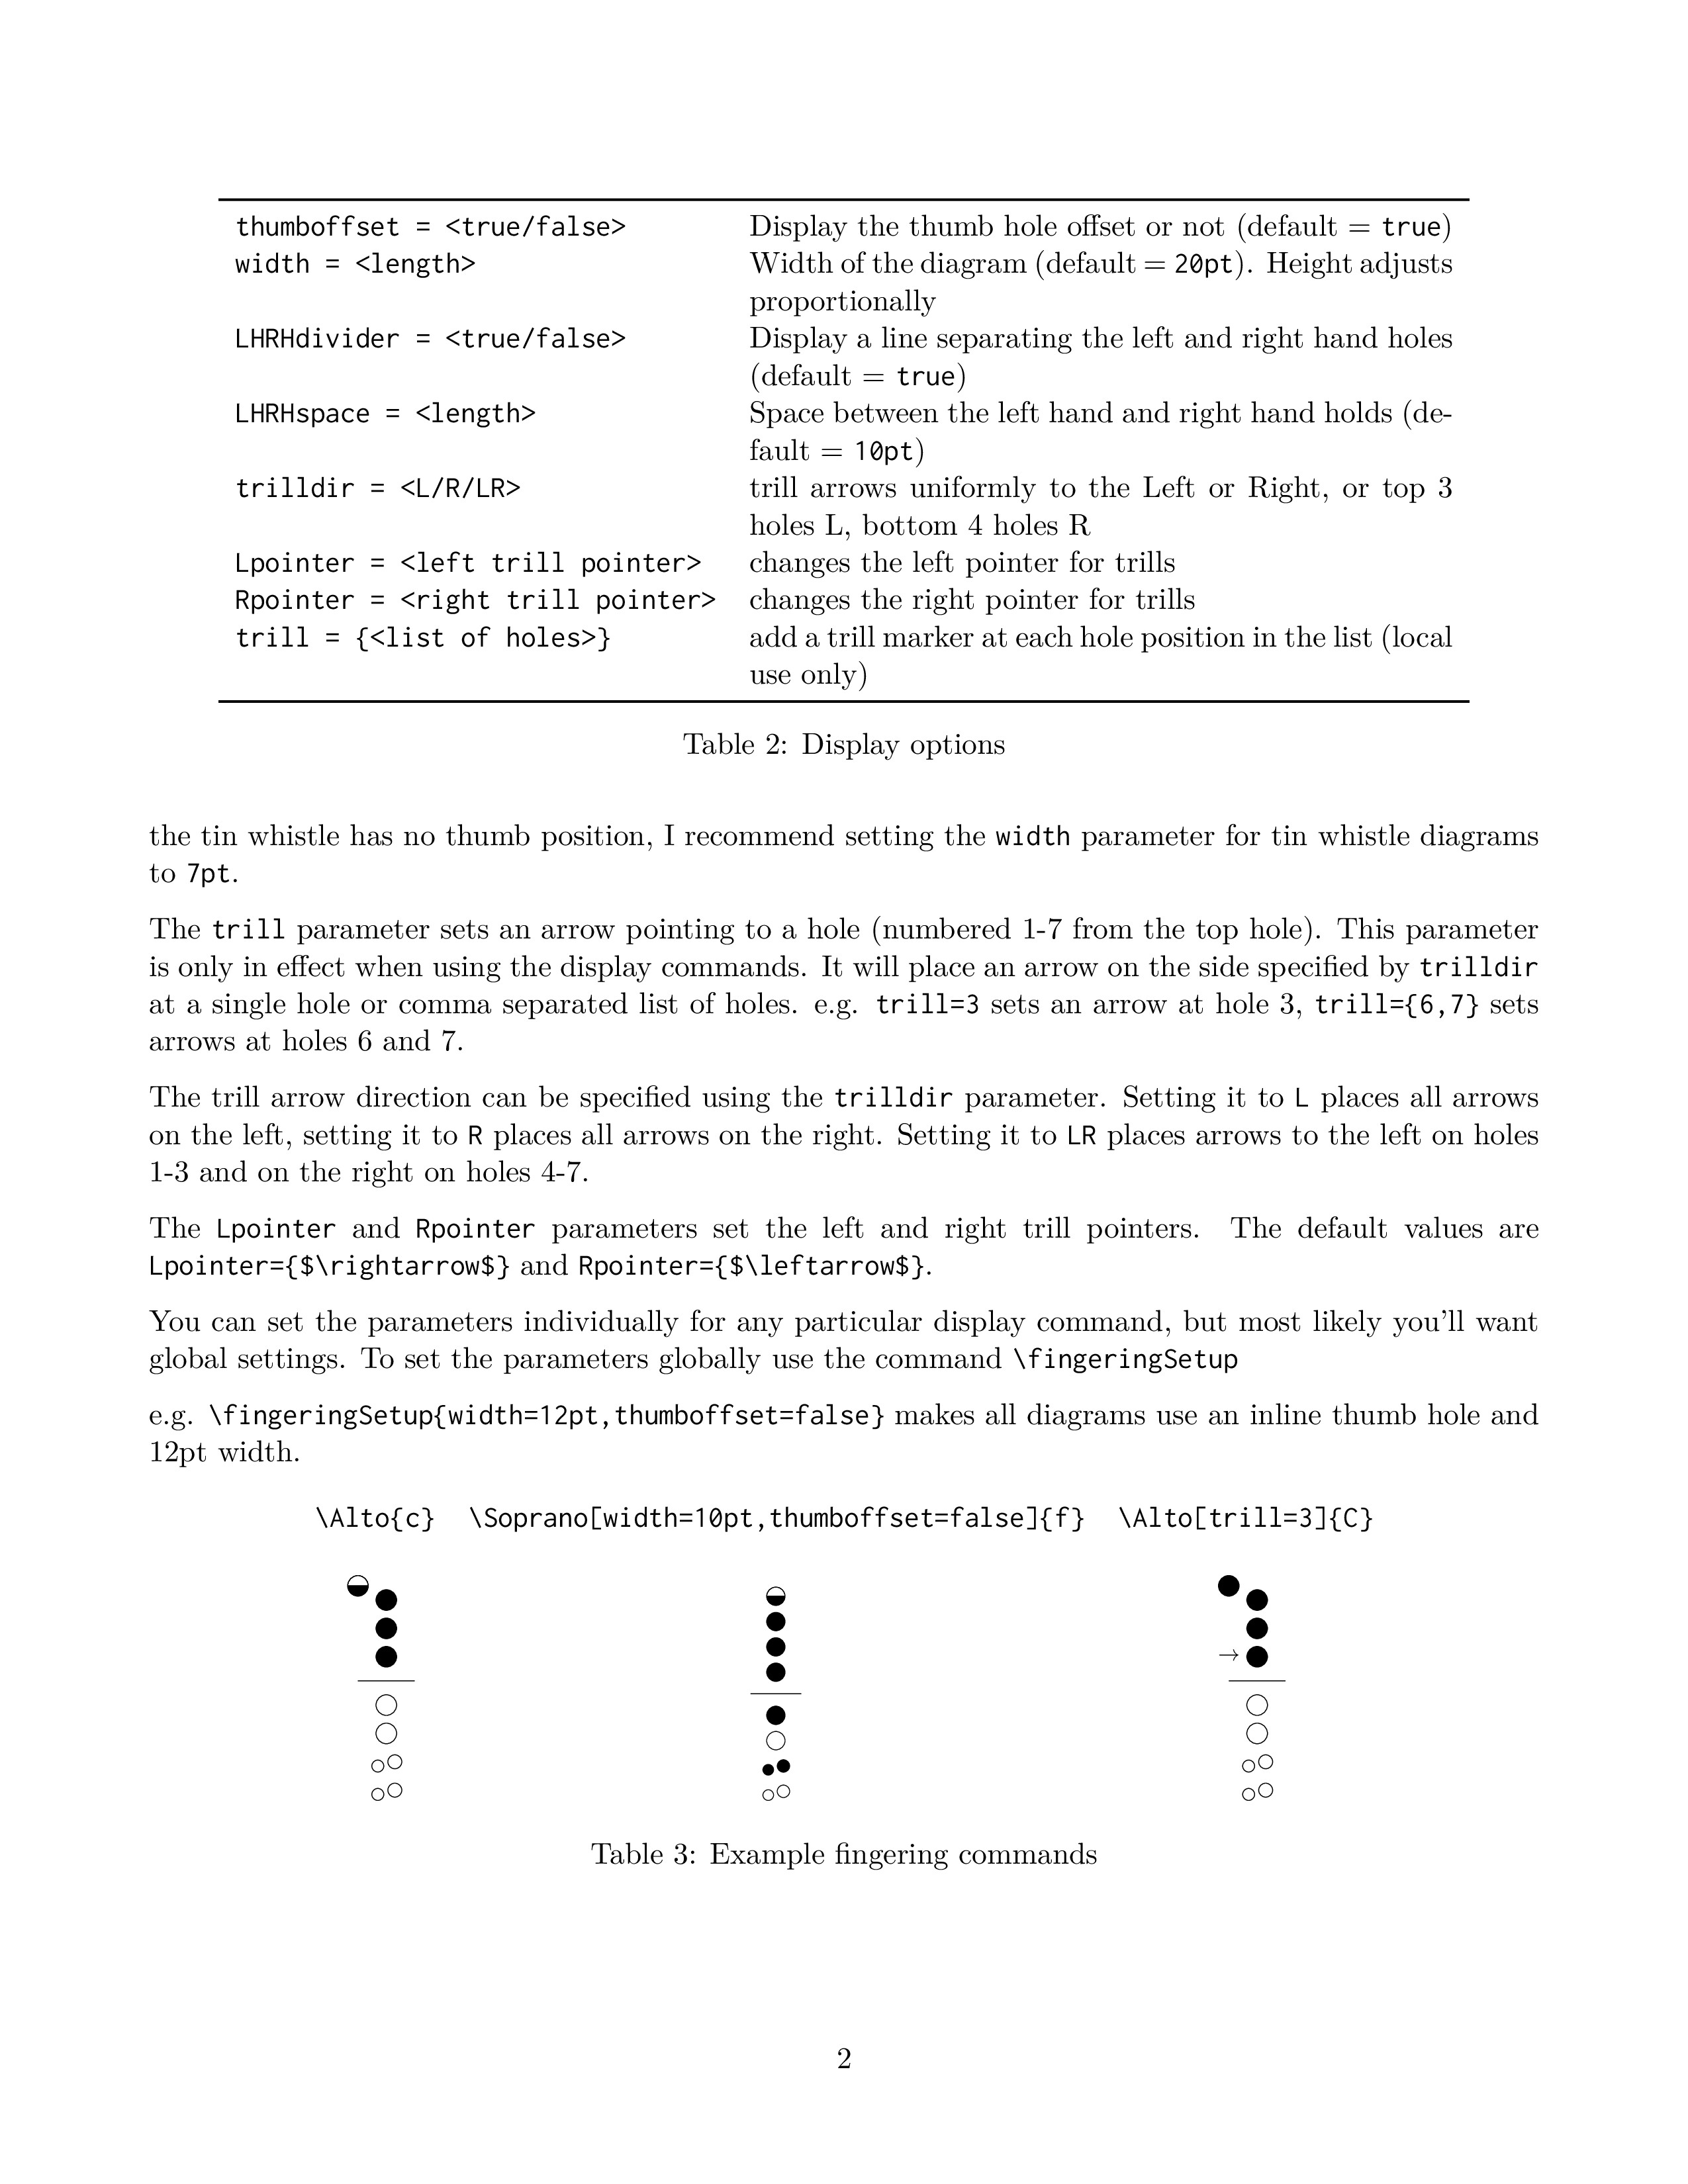 thumboffset = <true/false> Display the thumb hole offset or not (default = true)
width = <length> Width of the diagram (default = 20pt). Height adjusts
proportionally
LHRHdivider = <true/false> Display a line separating the left and right hand holes
(default = true)
LHRHspace = <length> Space between the left hand and right hand holds (de-
fault = 10pt)
trilldir = <L/R/LR> trill arrows uniformly to the Left or Right, or top 3
holes L, bottom 4 holes R
Lpointer = <left trill pointer> changes the left pointer for trills
Rpointer = <right trill pointer> changes the right pointer for trills
trill = {<list of holes>} add a trill marker at each hole position in the list (local
use only)
Table 2: Display options
the tin whistle has no thumb position, I recommend setting the width parameter for tin whistle diagrams
to 7pt.
The trill parameter sets an arrow pointing to a hole (numbered 1-7 from the top hole). This parameter
is only in effect when using the display commands. It will place an arrow on the side specified by trilldir
at a single hole or comma separated list of holes. e.g. trill=3 sets an arrow at hole 3, trill={6,7} sets
arrows at holes 6 and 7.
The trill arrow direction can be specified using the trilldir parameter. Setting it to L places all arrows
on the left, setting it to R places all arrows on the right. Setting it to LR places arrows to the left on holes
1-3 and on the right on holes 4-7.
The Lpointer and Rpointer parameters set the left and right trill pointers. The default values are
Lpointer={$\rightarrow$} and Rpointer={$\leftarrow$}.
You can set the parameters individually for any particular display command, but most likely you'll want
global settings. To set the parameters globally use the command \fingeringSetup
e.g. \fingeringSetup{width=12pt,thumboffset=false} makes all diagrams use an inline thumb hole and
12pt width.
\Alto{c} \Soprano[width=10pt,thumboffset=false]{f} \Alto[trill=3]{C}
Table 3: Example fingering commands
2